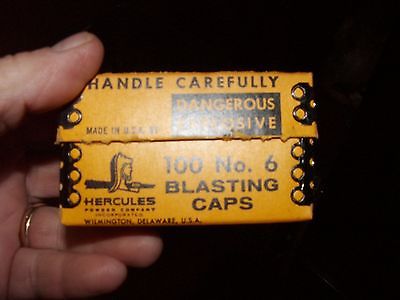 HANDLE CAREFULLY
DANGEROUS
MADE IN U.S.A. BY
EXPLOSIVE
100 No. 6
BLASTING
CAPS
HERCULES
POWDER COMPANY
INCORPORATED
WILMINGTON, DELAWARE, U.S.A.